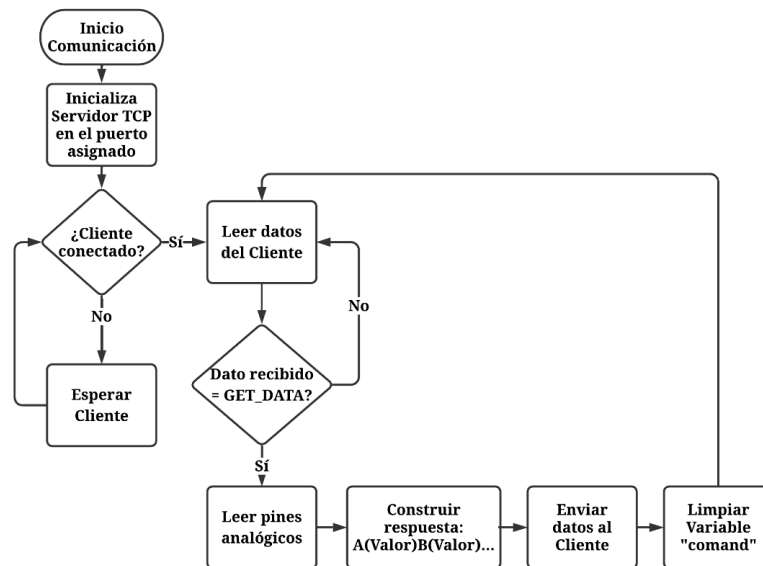 Inicio
Comunicación
Inicializa
Servidor TCP
en el puerto
asignado
¿Cliente
conectado?
Sí
No
Esperar
Cliente
Leer datos
del Cliente
No
Dato recibido
= GET_DATA?
Sí
Leer pines
analógicos
Construir
respuesta:
A(Valor)B(Valor)...
Enviar
datos al
Cliente
Limpiar
Variable
"comand"